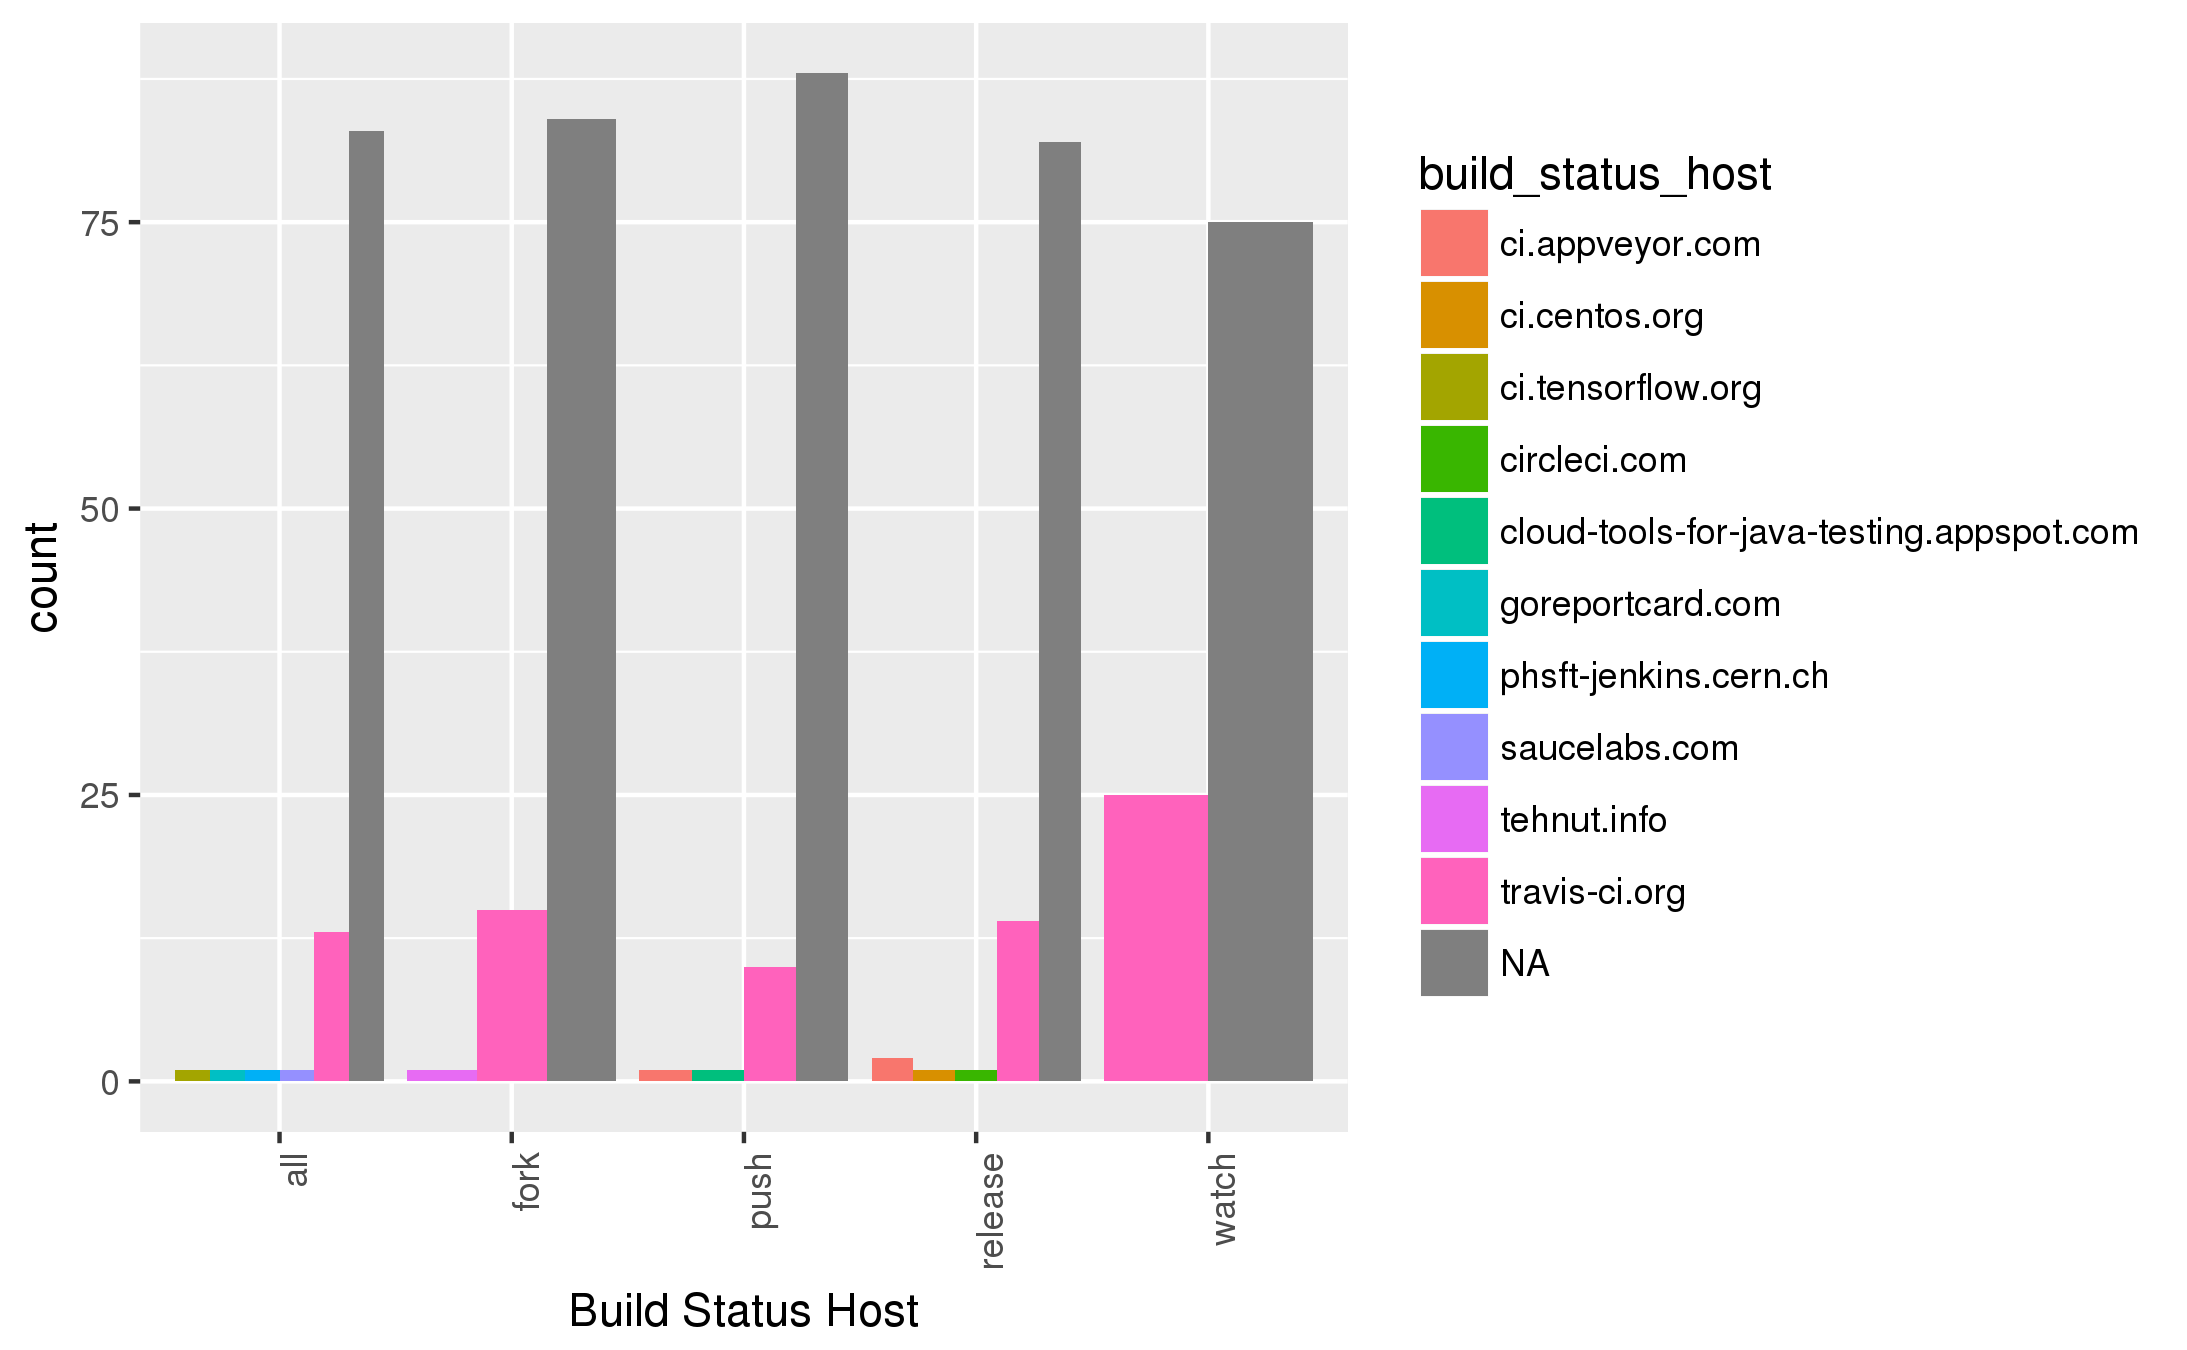 75
50
25
0
count
all
fork
push
release
watch
Build Status Host
build_status_host
ci.appveyor.com
ci.centos.org
ci.tensorflow.org
circleci.com
cloud-tools-for-java-testing.appspot.com
goreportcard.com
phsft-jenkins.cern.ch
saucelabs.com
tehnut.info
travis-ci.org
NA